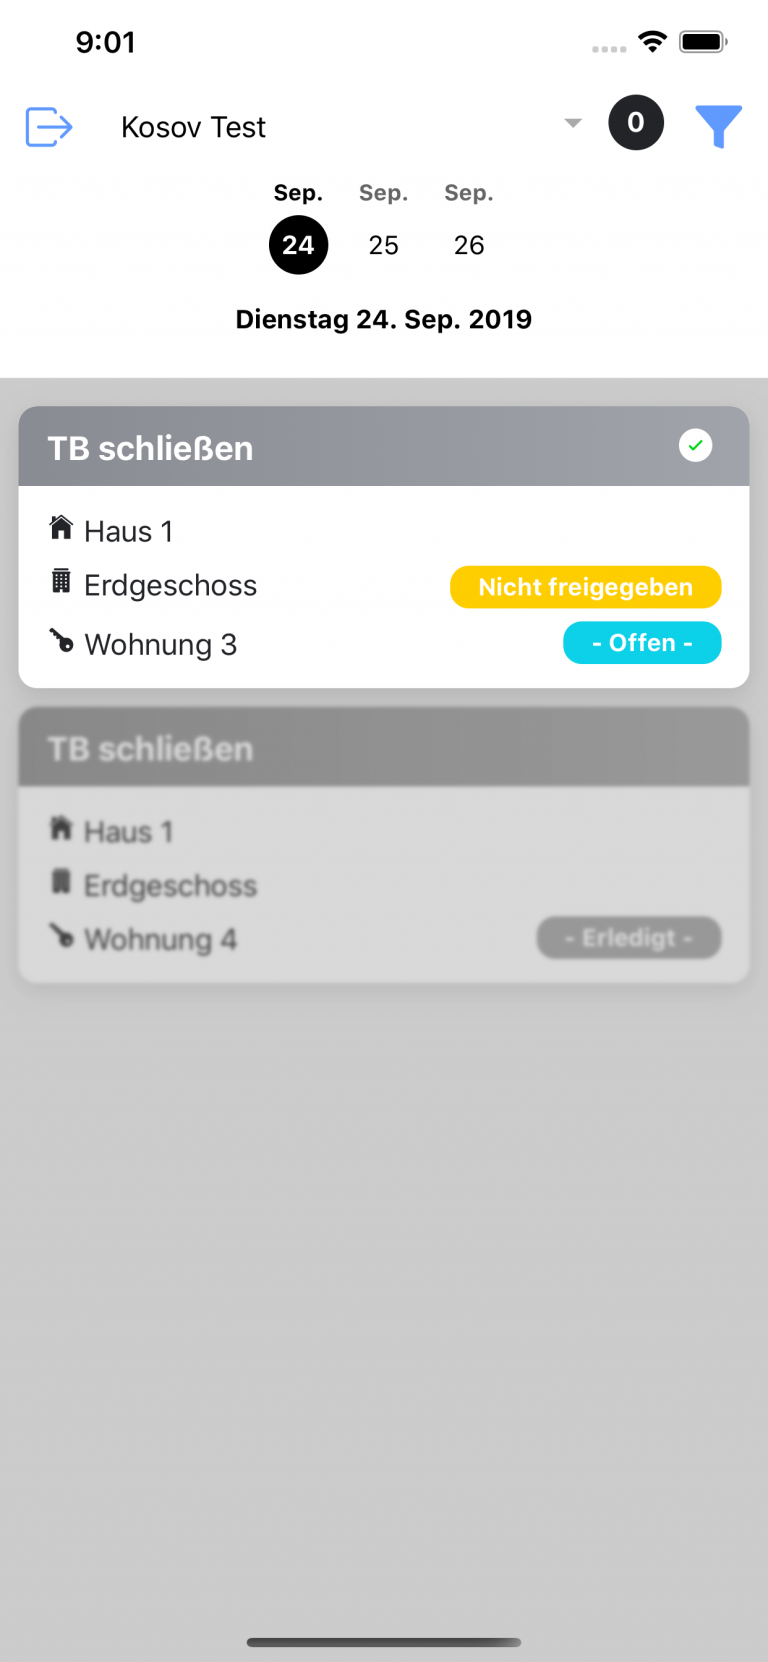 9:01
Kosov Test
0
Sep. Sep. Sep.
24 25 26
Dienstag 24. Sep. 2019
TB schließen
Haus 1
Erdgeschoss
Nicht freigegeben
Wohnung 3
- Offen -
TB schließen
Haus 1
Erdgeschoss
Wohnung 4
- Erledigt -